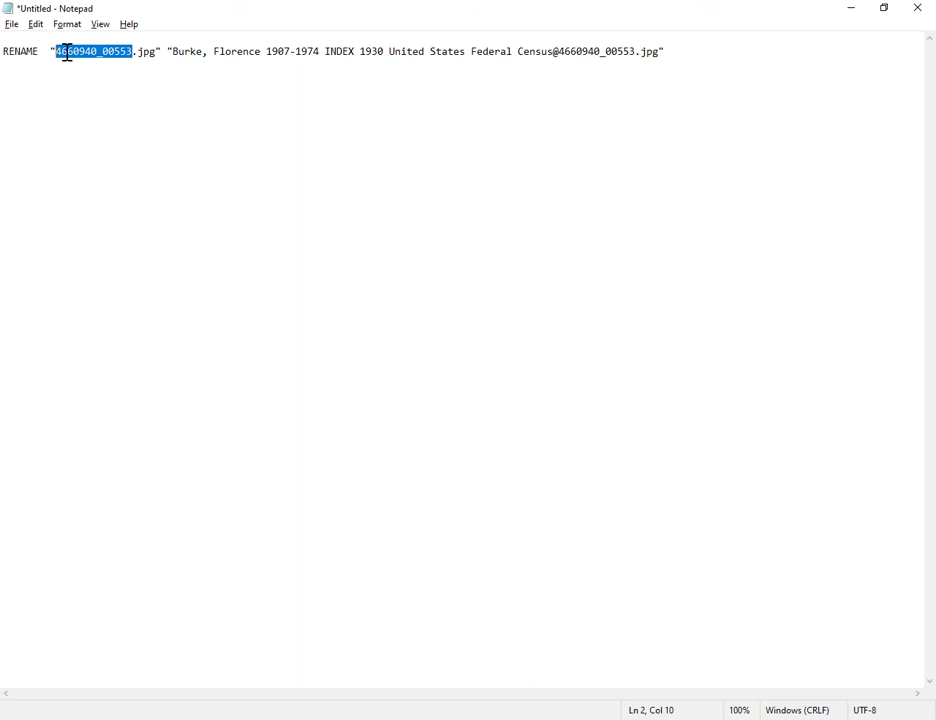 *Untitled - Notepad
File Edit Format View Help
RENAME "4660940_00553.jpg" "Burke, Florence 1907-1974 INDEX 1930 United States Federal Census@4660940_00553.jpg"
Ln 2, Col 10 100% Windows (CRLF) UTF-8